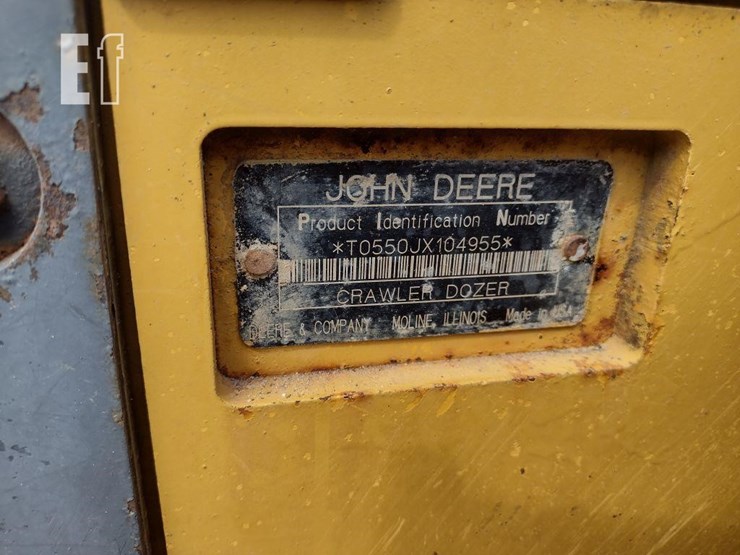 Ef
JOHN DEERE
Product Identification Number
*T0550JX104955*
CRAWLER DOZER
DEERE & COMPANY MOLINE, ILLINOIS Made in USA